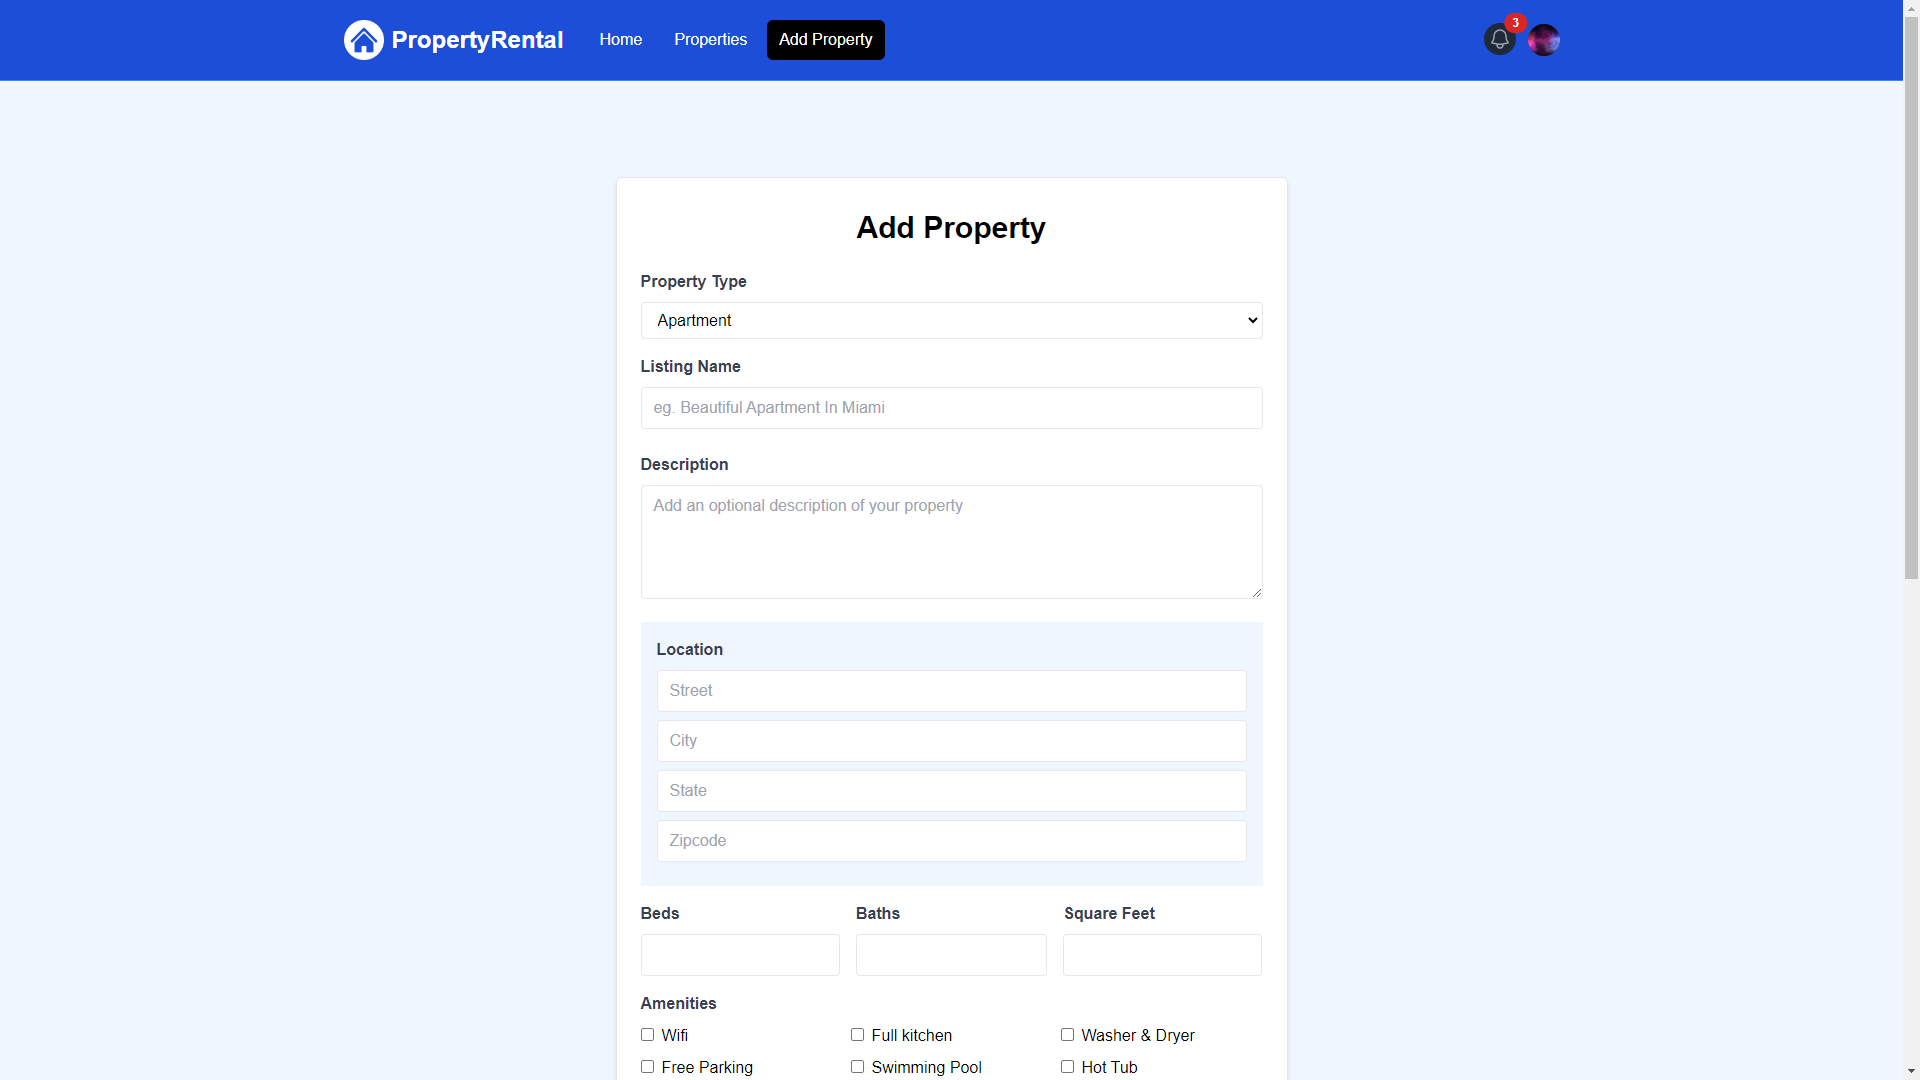 PropertyRental Home Properties Add Property 3
Add Property
Property Type
Apartment
Listing Name
eg. Beautiful Apartment In Miami
Description
Add an optional description of your property
Location
Street
City
State
Zipcode
Beds Baths Square Feet
Amenities
Wifi Full kitchen Washer & Dryer
Free Parking Swimming Pool Hot Tub